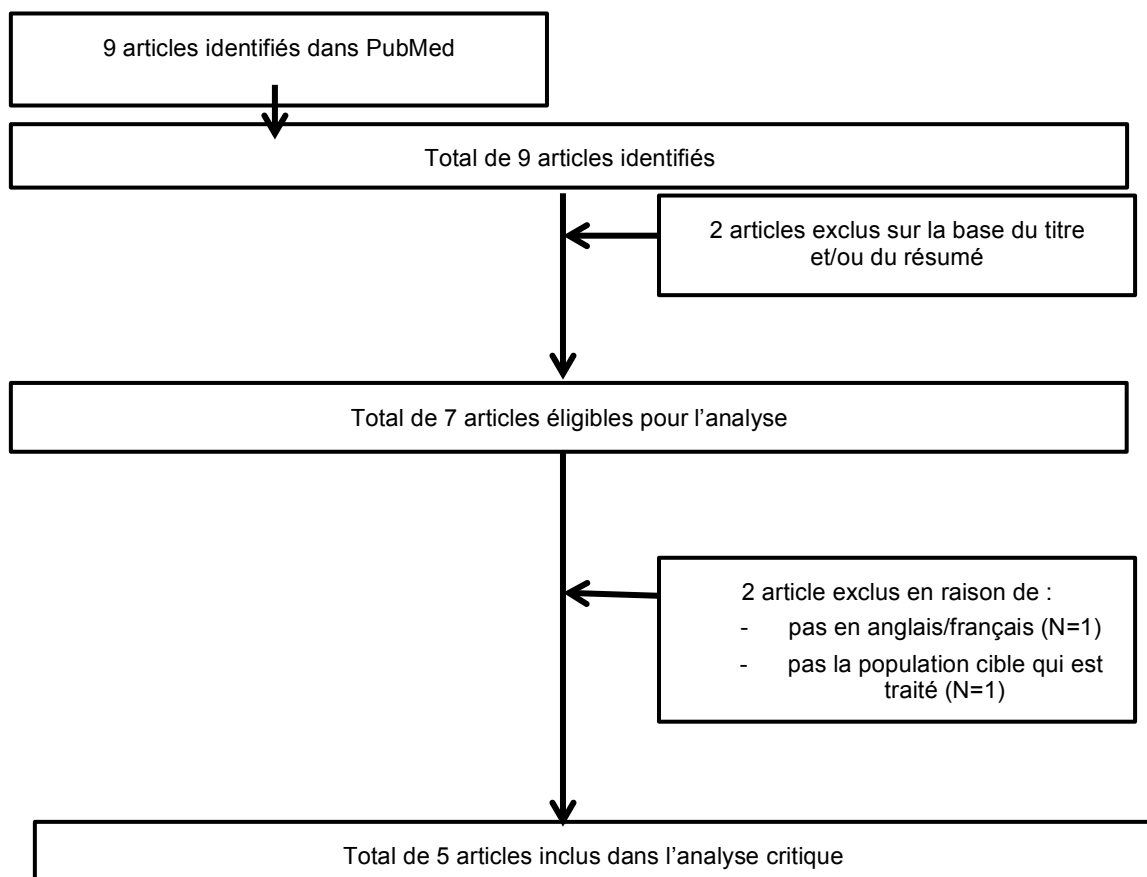 9 articles identifiés dans PubMed
Total de 9 articles identifiés
2 articles exclus sur la base du titre
et/ou du résumé
Total de 7 articles éligibles pour l’analyse
2 article exclus en raison de :
- pas en anglais/français (N=1)
- pas la population cible qui est
traité (N=1)
Total de 5 articles inclus dans l’analyse critique